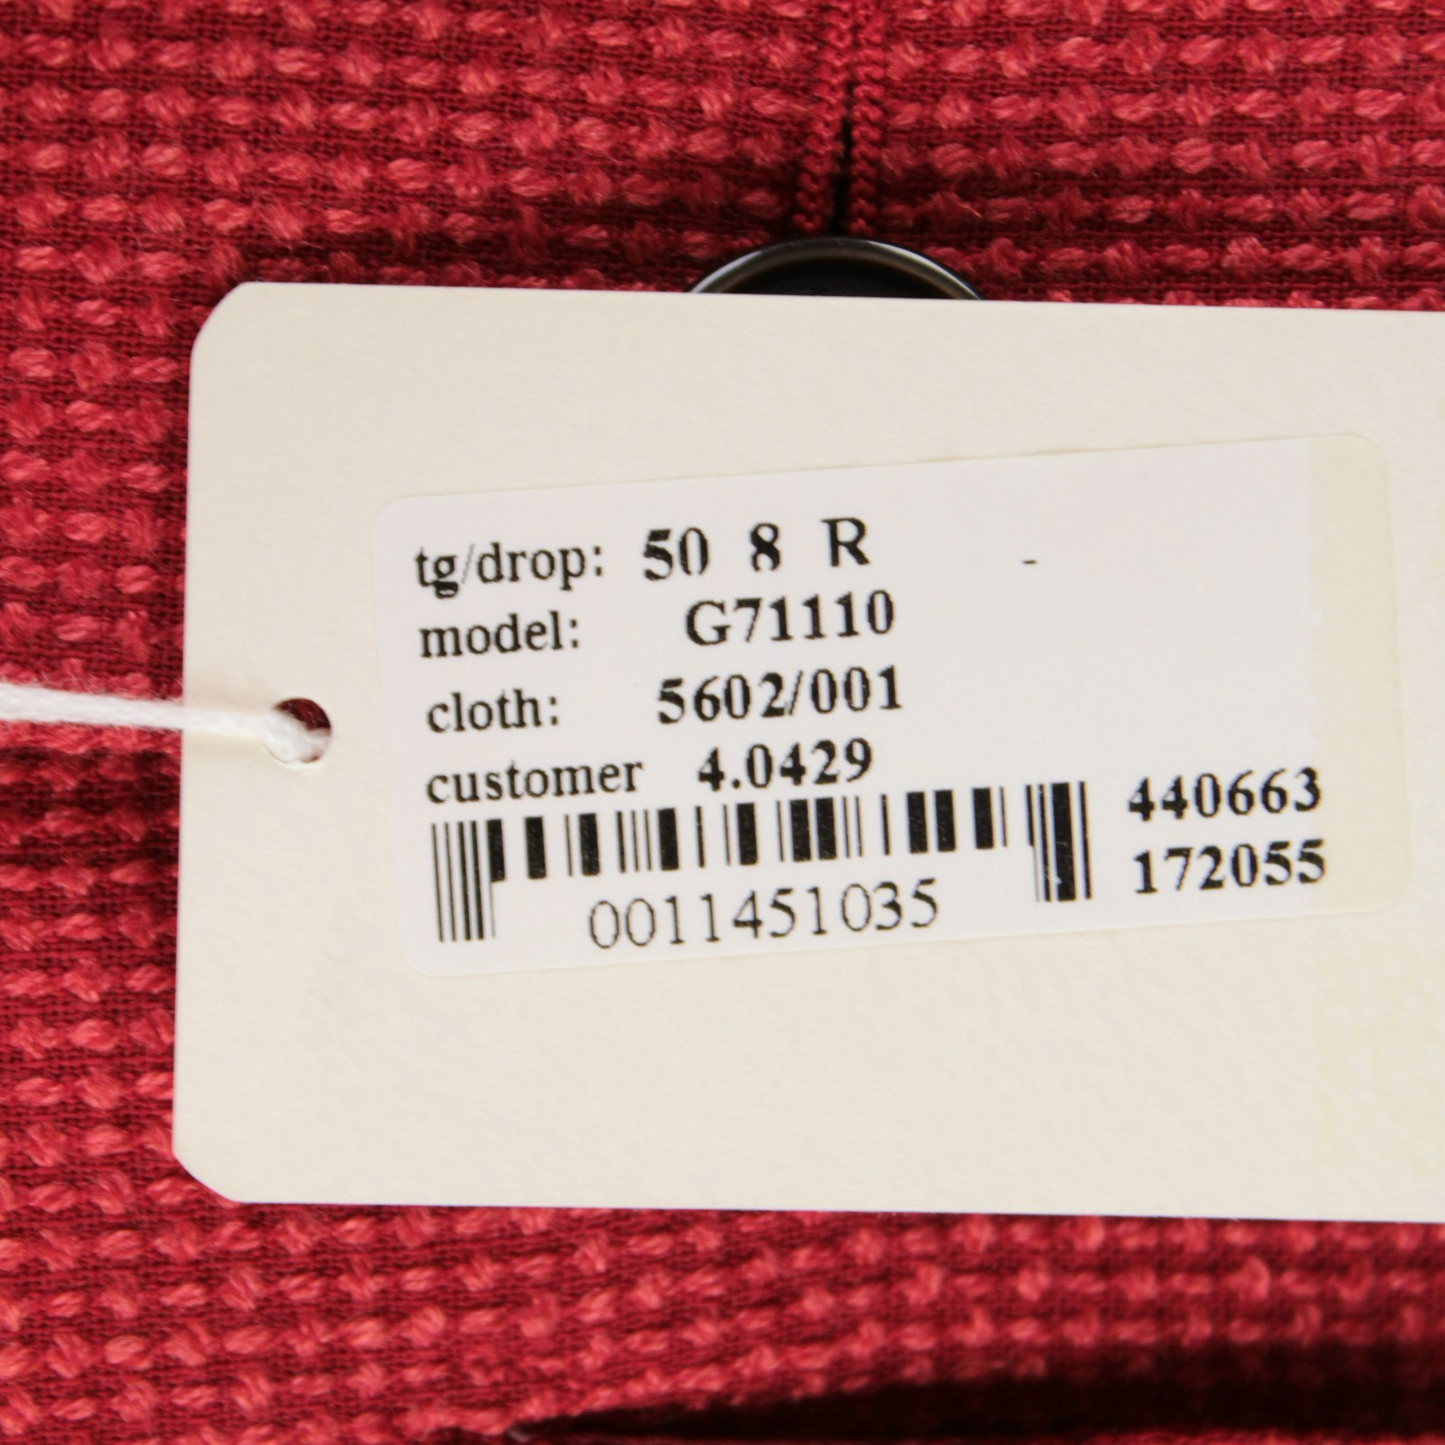 tg/drop: 50 8 R -
model: G71110
cloth: 5602/001
customer 4.0429
440663
0011451035 172055